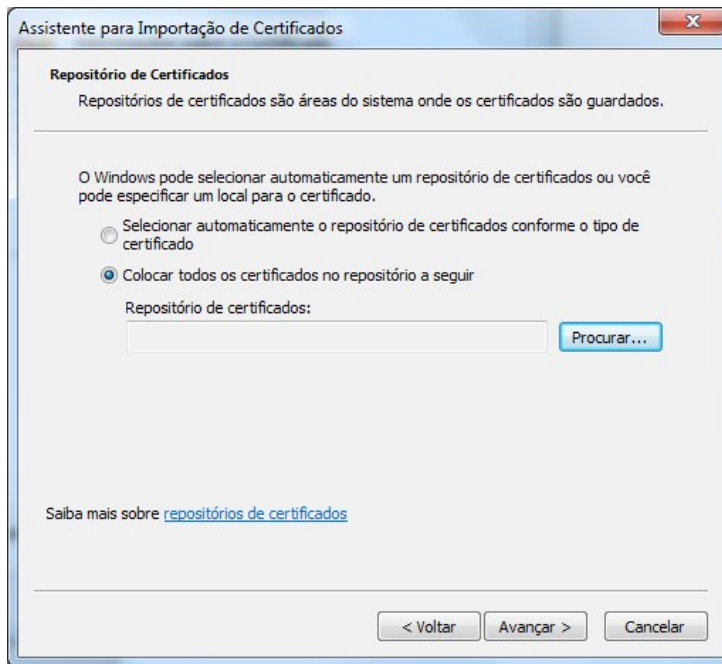 Assistente para Importação de Certificados
Repositório de Certificados
Repositórios de certificados são áreas do sistema onde os certificados são guardados.
O Windows pode selecionar automaticamente um repositório de certificados ou você
pode especificar um local para o certificado.
Selecionar automaticamente o repositório de certificados conforme o tipo de
certificado
Colocar todos os certificados no repositório a seguir
Repositório de certificados:
Procurar...
Saiba mais sobre repositórios de certificados
< Voltar Avançar > Cancelar